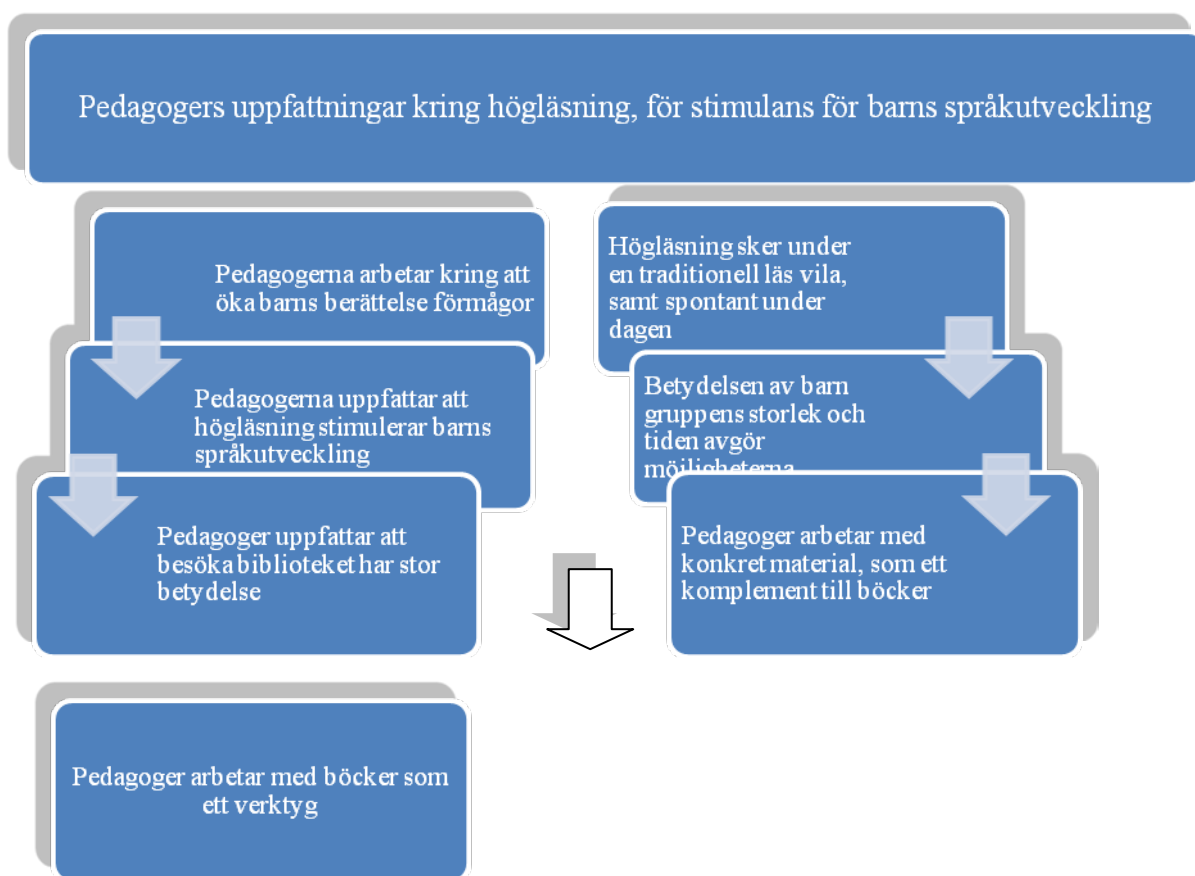 Pedagogers uppfattningar kring högläsning, för stimulans för barns språkutveckling
Pedagogerna arbetar kring att
öka barns berättelse förmågor
Pedagogerna uppfattar att
högläsning stimulerar barns
språkutveckling
Pedagoger uppfattar att
besöka biblioteket har stor
betydelse
Högläsning sker under
en traditionell läs vila,
samt spontant under
dagen
Betydelsen av barn
gruppens storlek och
tiden avgör
möjligheterna
Pedagoger arbetar med
konkret material, som ett
komplement till böcker
Pedagoger arbetar med böcker som
ett verktyg